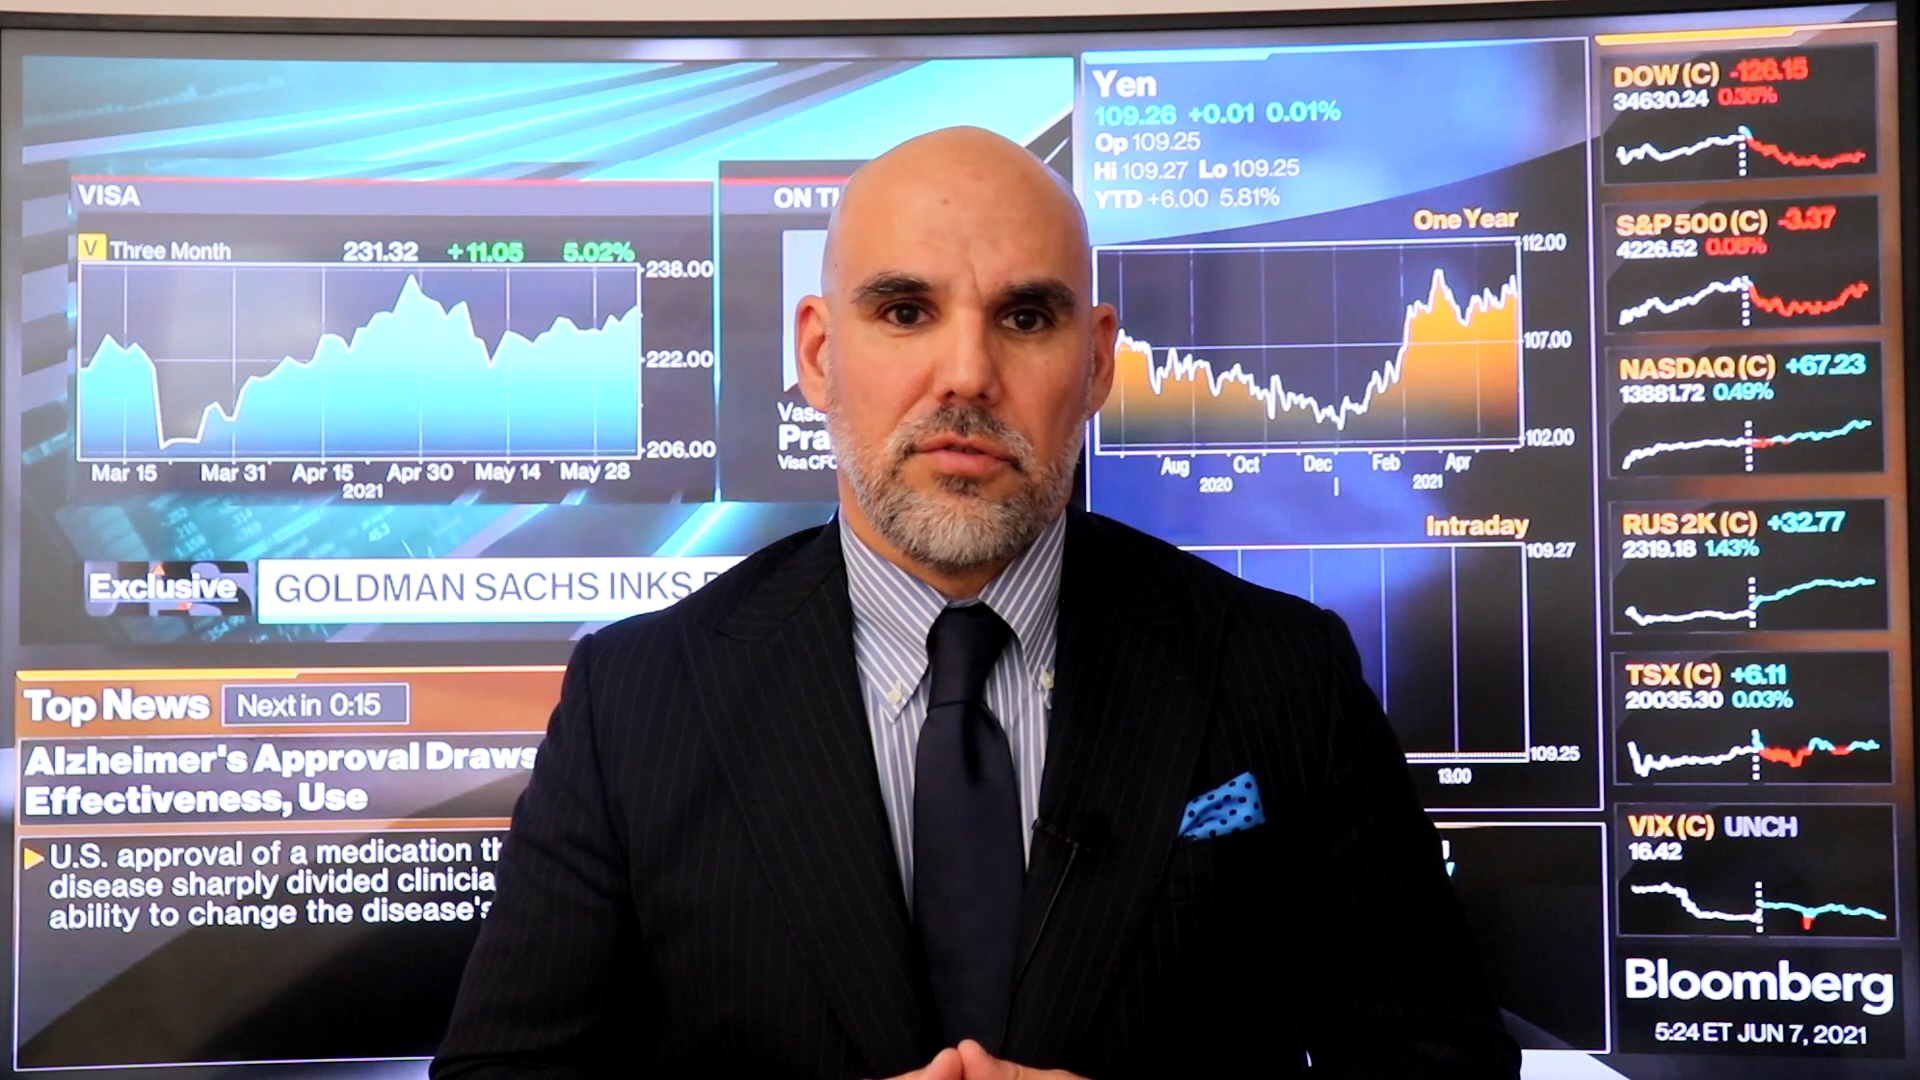 VISA
V Three Month 231.32 +11.05 5.02%
238.00
222.00
206.00
Mar 15 Mar 31 Apr 15 Apr 30 May 14 May 28
2021
ON
Visa CFO
Exclusive
GOLDMAN SACHS INKS
Top News Next in 0:15
Alzheimer's Approval Draws
Effectiveness, Use
U.S. approval of a medication
disease sharply divided
ability to change the disease's
Yen
109.26 +0.01 0.01%
Op 109.25
Hi 109.27 Lo 109.25
YTD +6.00 5.81%
One Year
112.00
107.00
102.00
Aug Oct Dec Feb Apr
2020 2021
Intraday
109.27
109.25
13:00
DOW (C) -126.15
34630.24 0.36%
S&P 500 (C) -3.37
4226.52 0.08%
NASDAQ (C) +67.23
13881.72 0.49%
RUS 2K (C) +32.77
2319.18 1.43%
TSX (C) +6.11
20035.30 0.03%
VIX (C) UNCH
16.42
Bloomberg
5:24 ET JUN 7, 2021